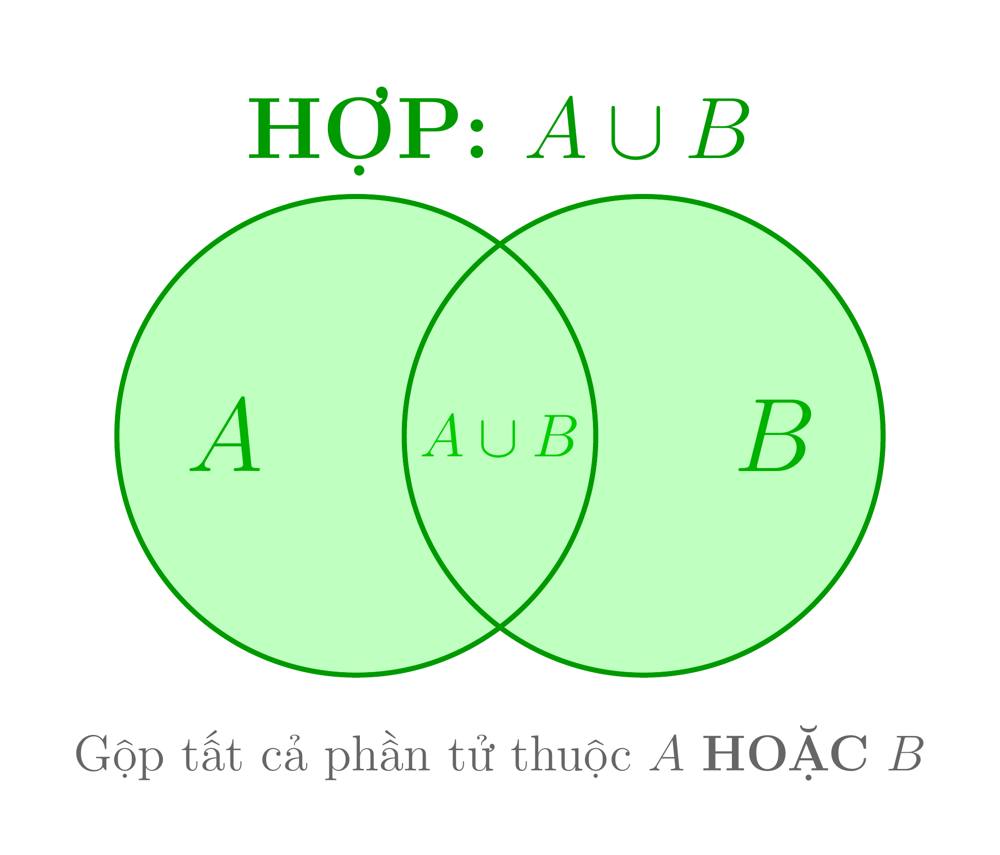 HỢP: A ∪ B
A
A ∪ B
B
Gộp tất cả phần tử thuộc A HOẶC B